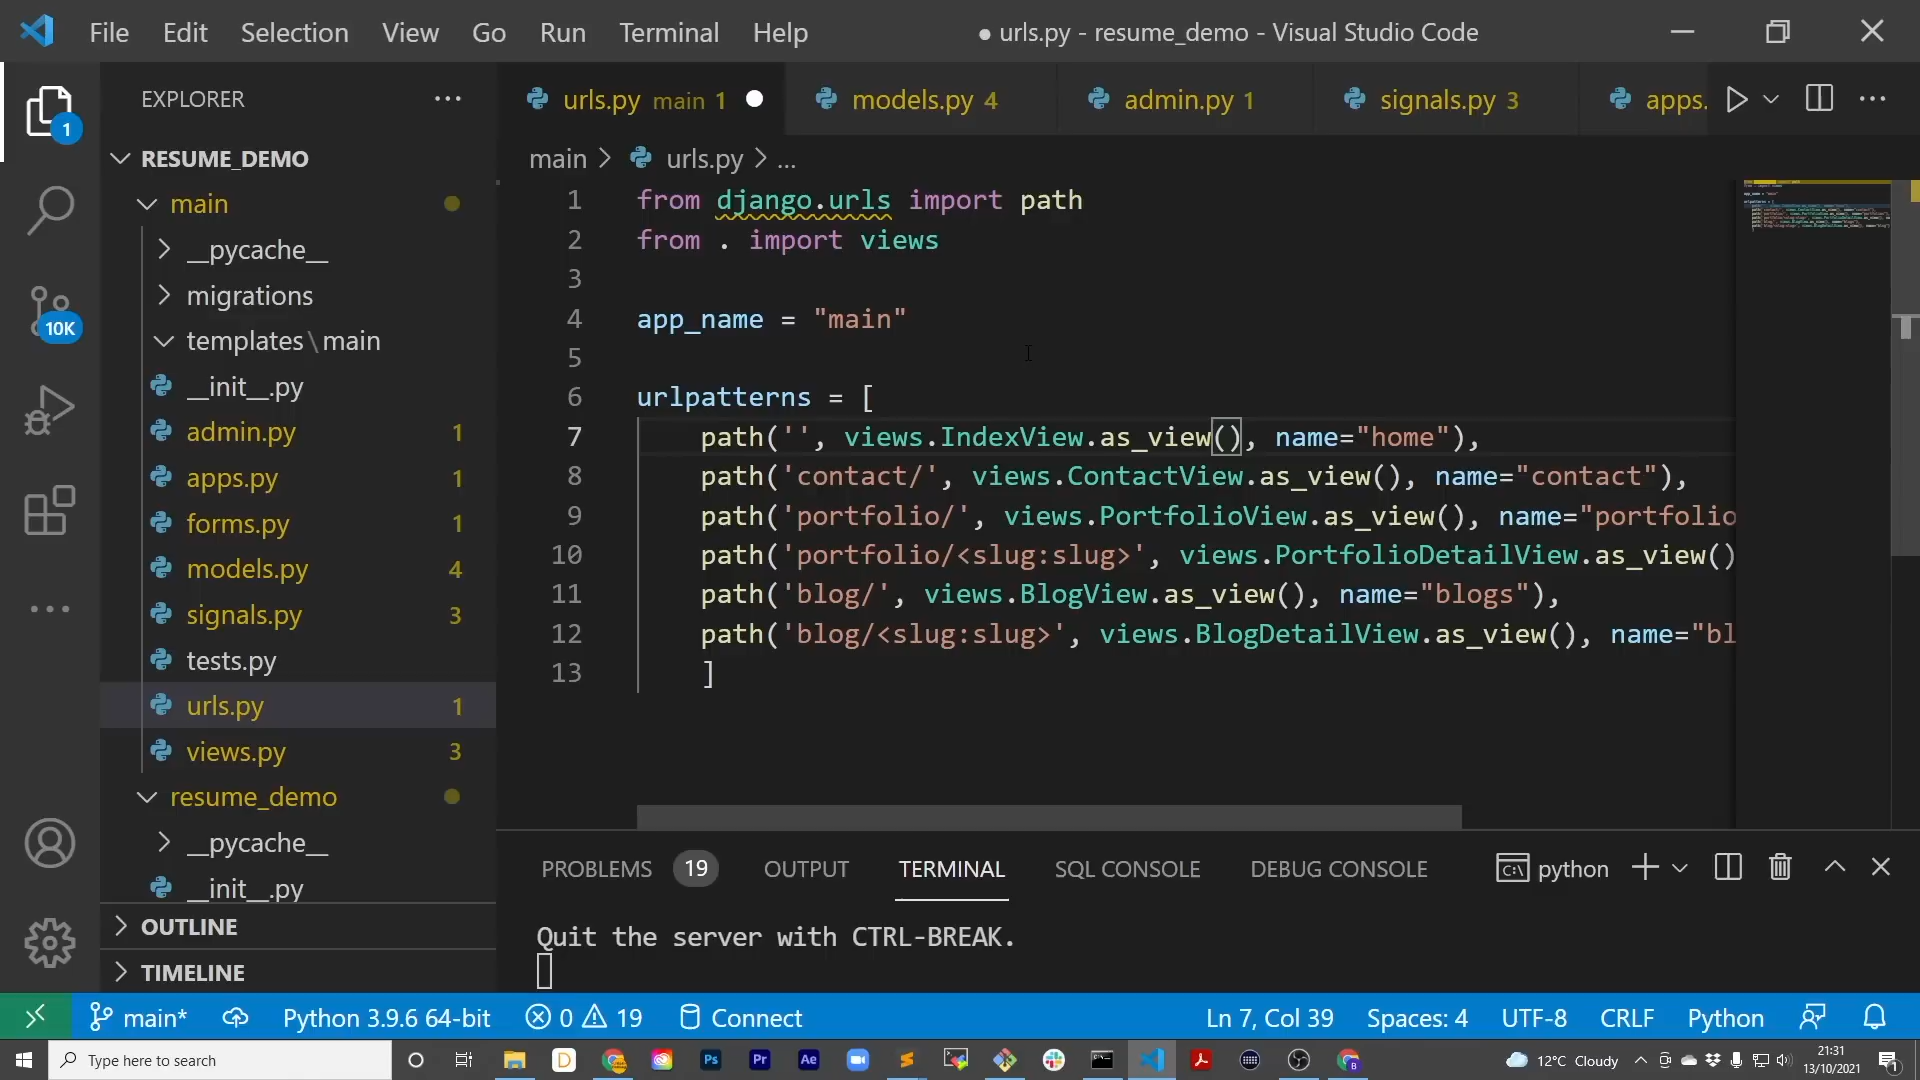 File Edit Selection View Go Run Terminal Help
● urls.py - resume_demo - Visual Studio Code
EXPLORER
1
10K
RESUME_DEMO
main
__pycache__
migrations
templates\main
__init__.py
admin.py 1
apps.py 1
forms.py 1
models.py 4
signals.py 3
tests.py
urls.py 1
views.py 3
resume_demo
__pycache__
__init__.py
OUTLINE
TIMELINE
urls.py main 1
models.py 4
admin.py 1
signals.py 3
apps.
main > urls.py > ...
1 from django.urls import path
2 from . import views
3
4 app_name = "main"
5
6 urlpatterns = [
7 path('', views.IndexView.as_view(), name="home"),
8 path('contact/', views.ContactView.as_view(), name="contact"),
9 path('portfolio/', views.PortfolioView.as_view(), name="portfolio
10 path('portfolio/<slug:slug>', views.PortfolioDetailView.as_view()
11 path('blog/', views.BlogView.as_view(), name="blogs"),
12 path('blog/<slug:slug>', views.BlogDetailView.as_view(), name="bl
13 ]
PROBLEMS 19 OUTPUT TERMINAL SQL CONSOLE DEBUG CONSOLE
python
Quit the server with CTRL-BREAK.
main* Python 3.9.6 64-bit 0 19 Connect
Ln 7, Col 39 Spaces: 4 UTF-8 CRLF Python
Type here to search
12°C Cloudy
21:31
13/10/2021